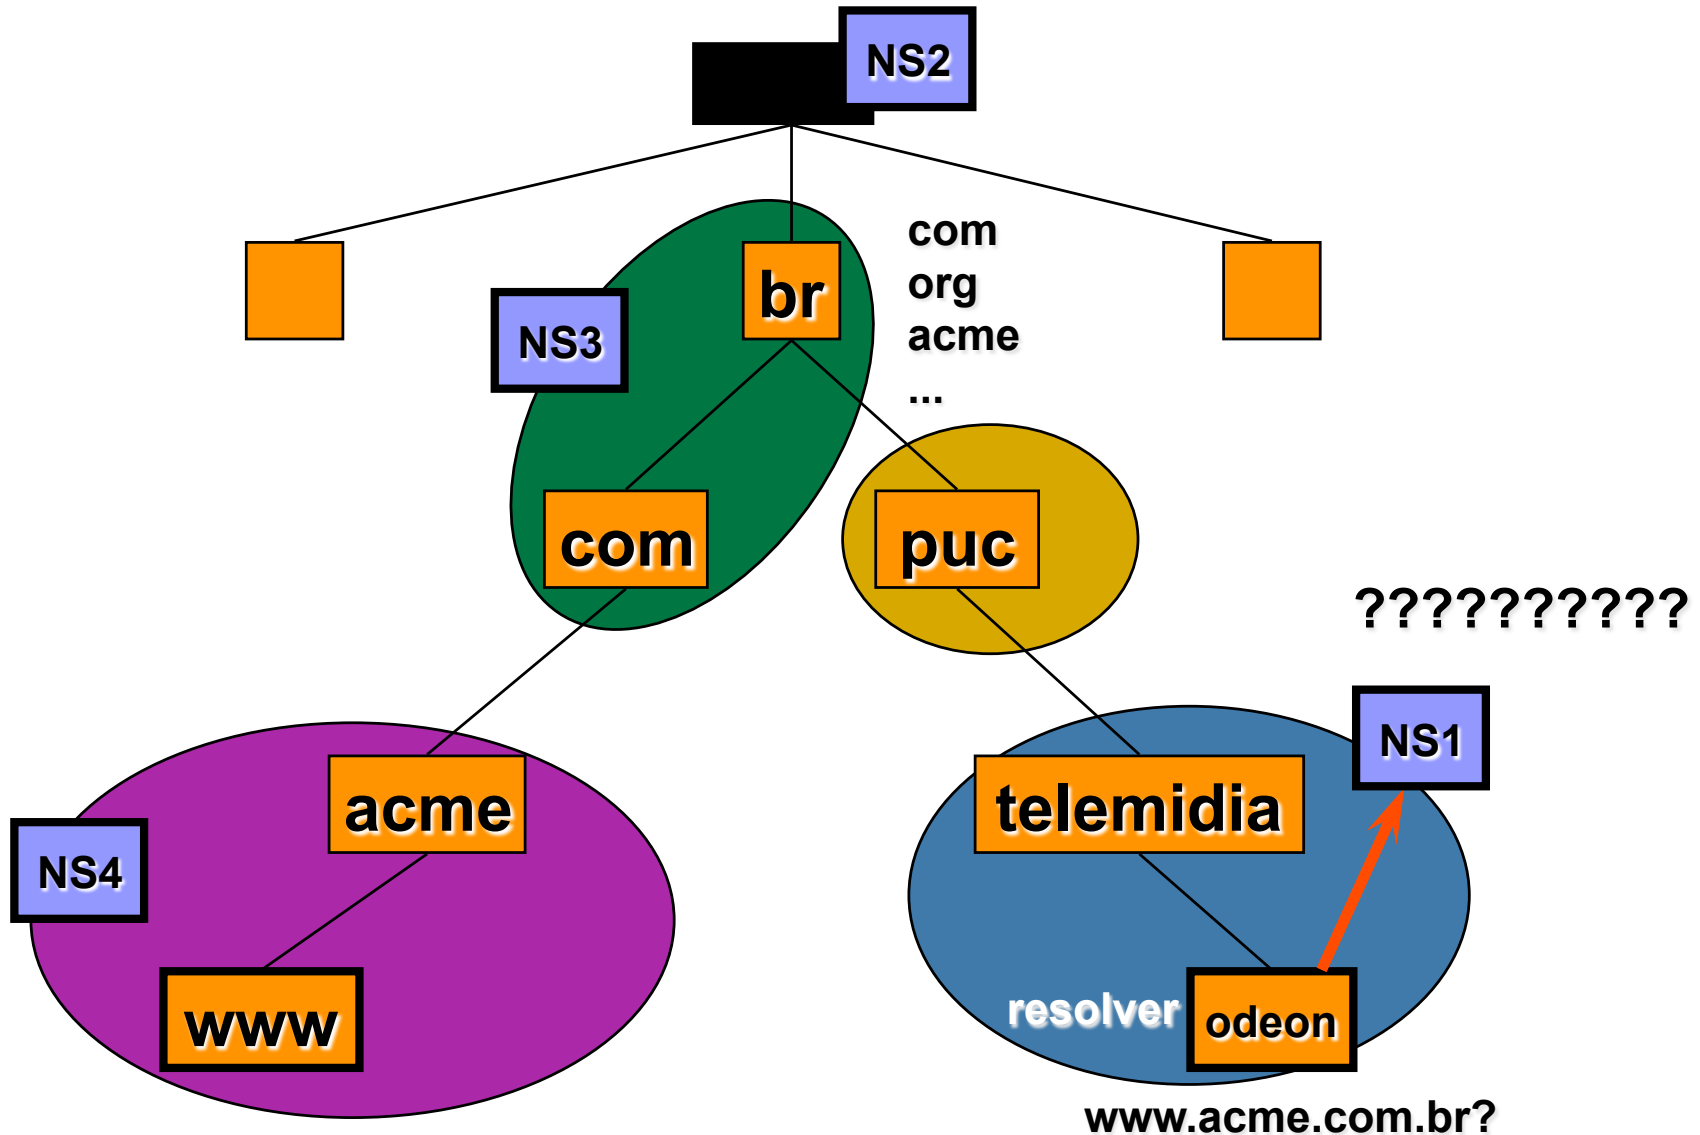 NS2
com
org
acme
...
br
NS3
com
puc
??????????
NS1
acme
telemidia
NS4
www
resolver
odeon
www.acme.com.br?